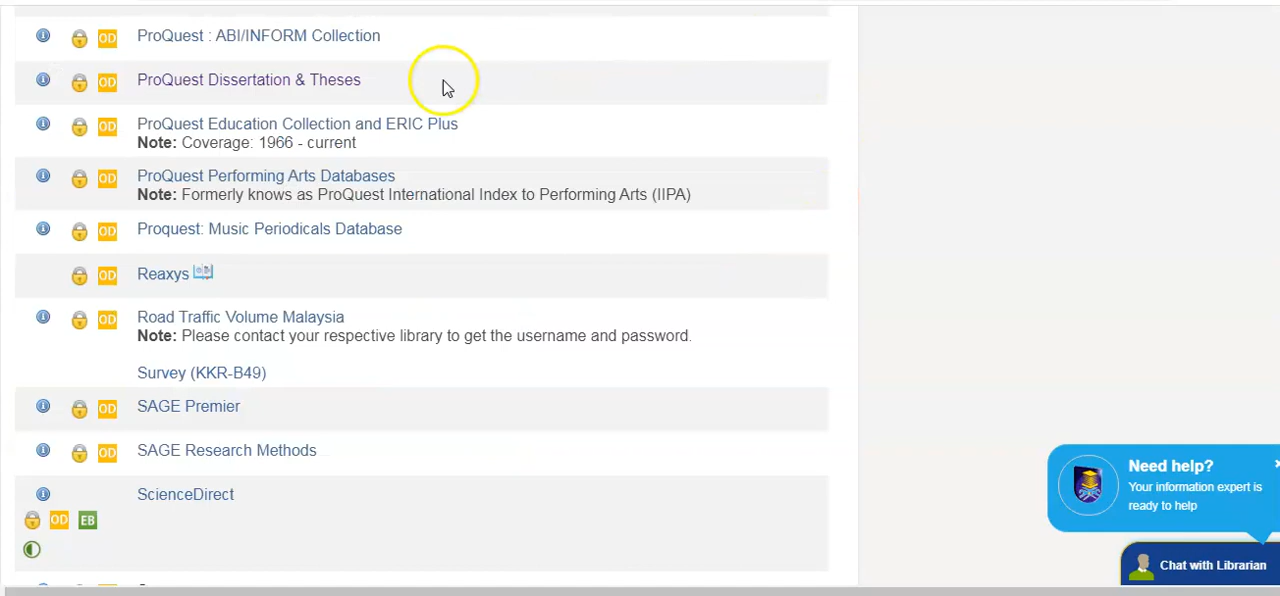 OD ProQuest : ABI/INFORM Collection
OD ProQuest Dissertation & Theses
OD ProQuest Education Collection and ERIC Plus
Note: Coverage: 1966 - current
OD ProQuest Performing Arts Databases
Note: Formerly knows as ProQuest International Index to Performing Arts (IIPA)
OD Proquest: Music Periodicals Database
OD Reaxys
OD Road Traffic Volume Malaysia
Note: Please contact your respective library to get the username and password.
Survey (KKR-B49)
OD SAGE Premier
OD SAGE Research Methods
ScienceDirect
OD EB
Need help?
Your information expert is
ready to help
Chat with Librarian